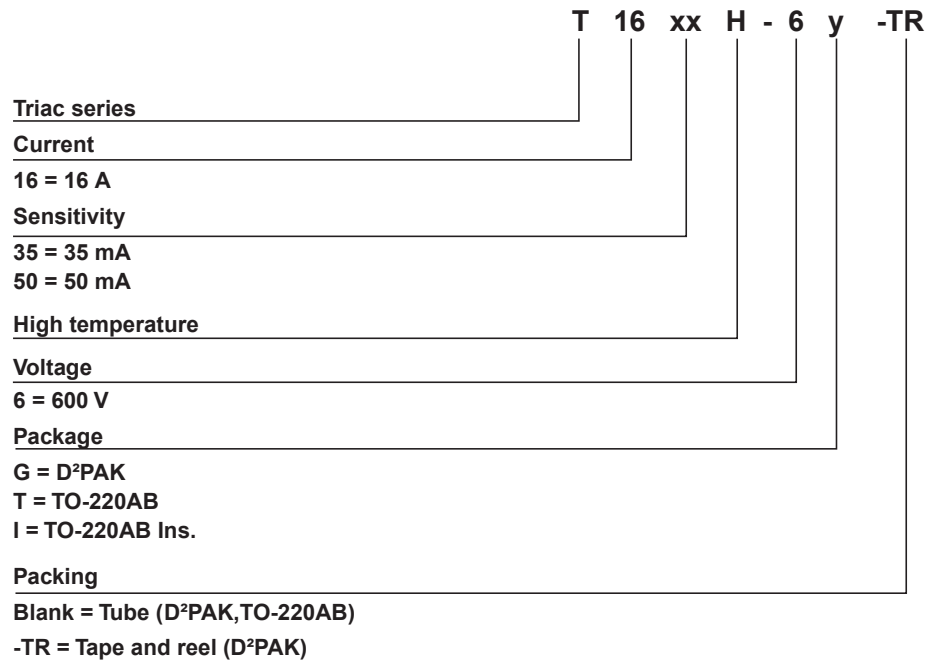 T 16 xx H - 6 y -TR
Triac series
Current
16 = 16 A
Sensitivity
35 = 35 mA
50 = 50 mA
High temperature
Voltage
6 = 600 V
Package
G = D²PAK
T = TO-220AB
I = TO-220AB Ins.
Packing
Blank = Tube (D²PAK,TO-220AB)
-TR = Tape and reel (D²PAK)